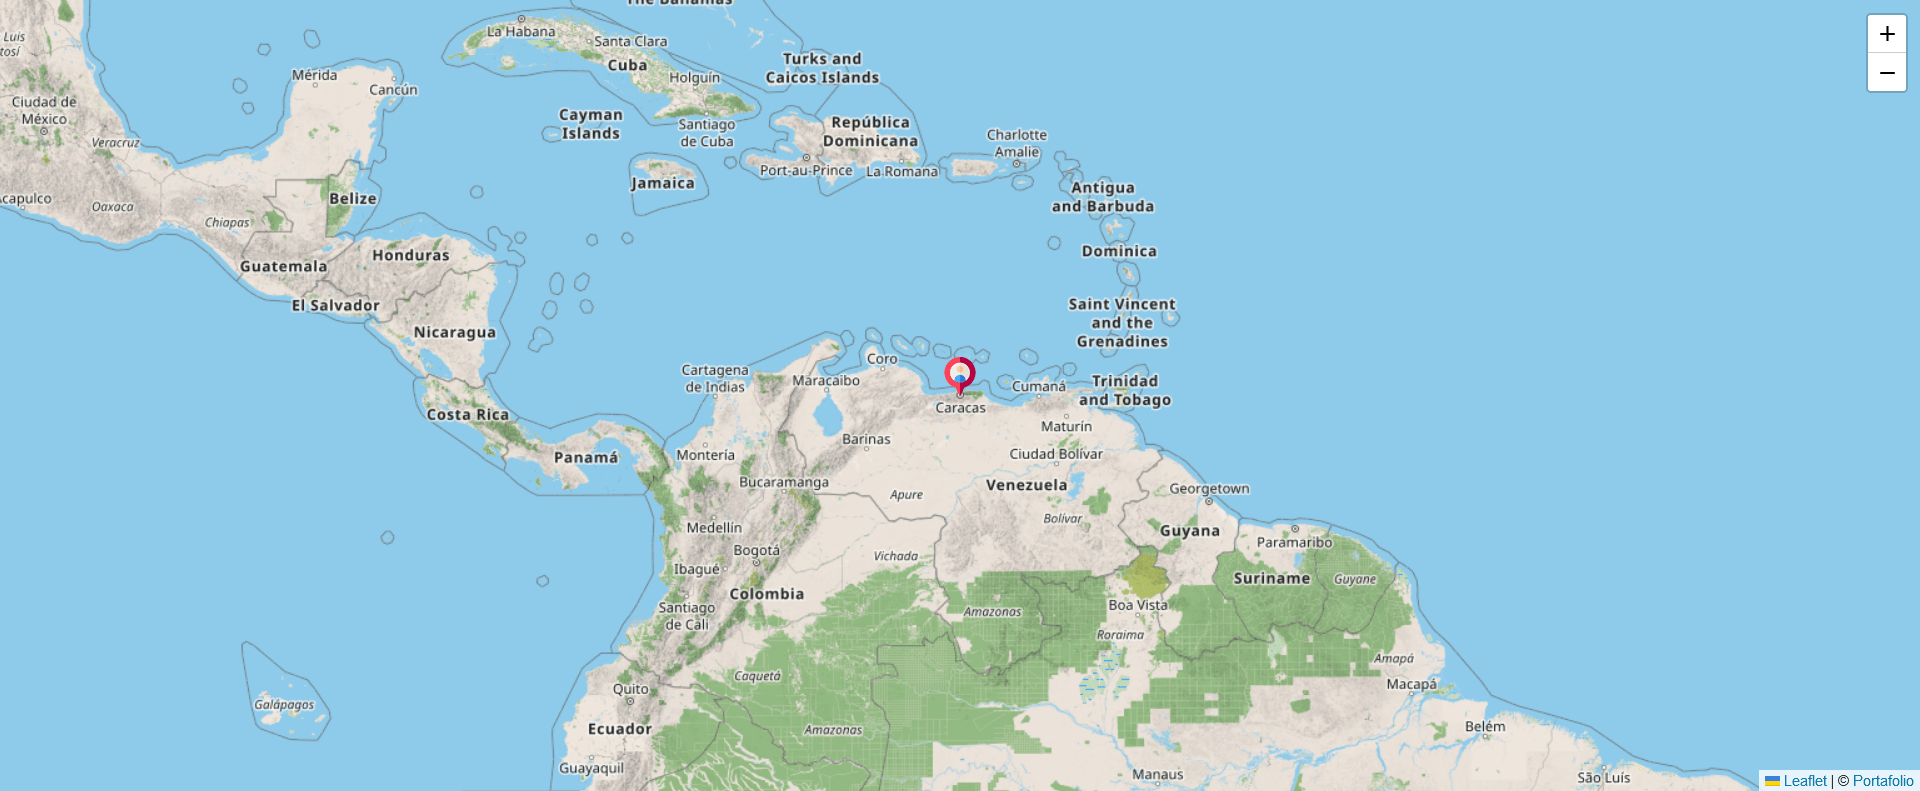 The Bahamas
La Habana
Santa Clara
Cuba
Holguín
Turks and
Caicos Islands
Luis
tosí
Mérida
Cancún
Ciudad de
México
Veracruz
Cayman
Islands
Santiago
de Cuba
República
Dominicana
Port-au-Prince
La Romana
Charlotte
Amalie
Jamaica
Antigua
and Barbuda
Belize
capulco
Oaxaca
Chiapas
Dominica
Honduras
Guatemala
El Salvador
Nicaragua
Saint Vincent
and the
Grenadines
Cartagena
de Indias
Maracaibo
Coro
Caracas
Cumaná
Trinidad
and Tobago
Costa Rica
Maturín
Barinas
Panamá
Montería
Ciudad Bolívar
Bucaramanga
Apure
Venezuela
Georgetown
Bolívar
Medellín
Guyana
Paramaribo
Bogotá
Vichada
Ibagué
Colombia
Suriname
Guyane
Santiago
de Cali
Amazonas
Boa Vista
Roraima
Caquetá
Amapá
Quito
Macapá
Galápagos
Ecuador
Amazonas
Belém
Guayaquil
Manaus
São Luís
+
−
Leaflet | © Portafolio